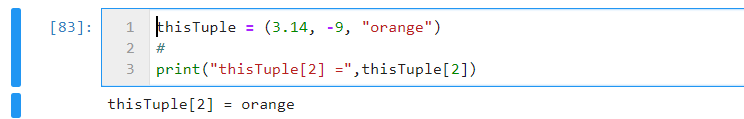 [83]:
1 thisTuple = (3.14, -9, "orange")
2 #
3 print("thisTuple[2] =",thisTuple[2])
thisTuple[2] = orange